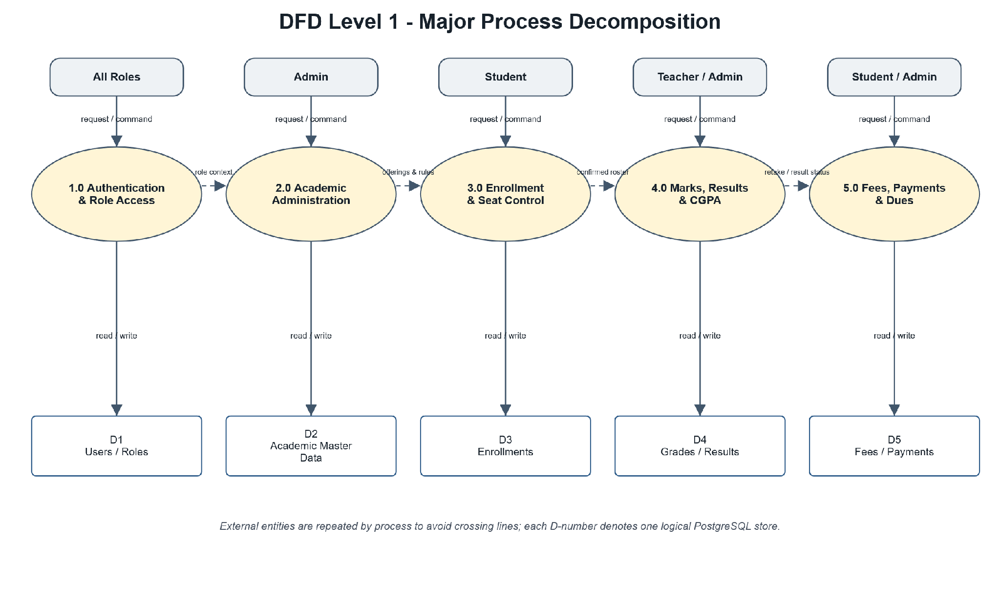 DFD Level 1 - Major Process Decomposition
All Roles
Admin
Student
Teacher / Admin
Student / Admin
request / command
request / command
request / command
request / command
request / command
role context
offerings & rules
confirmed roster
retake / result status
1.0 Authentication
& Role Access
2.0 Academic
Administration
3.0 Enrollment
& Seat Control
4.0 Marks, Results
& CGPA
5.0 Fees, Payments
& Dues
read / write
read / write
read / write
read / write
read / write
D1
Users / Roles
D2
Academic Master
Data
D3
Enrollments
D4
Grades / Results
D5
Fees / Payments
External entities are repeated by process to avoid crossing lines; each D-number denotes one logical PostgreSQL store.